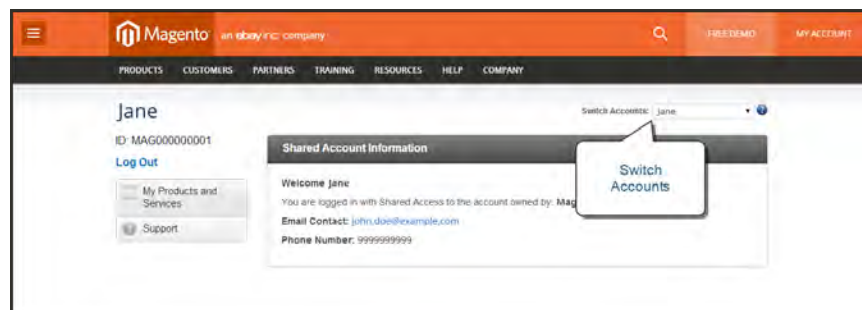 Magento an ebay inc company
FREE DEMO
MY ACCOUNT
PRODUCTS CUSTOMERS PARTNERS TRAINING RESOURCES HELP COMPANY
Jane
Switch Accounts: Jane
ID: MAG000000001
Log Out
Shared Account Information
Switch
Accounts
My Products and
Services
Support
Welcome Jane
You are logged in with Shared Access to the account owned by: Mag
Email Contact: john.doe@example.com
Phone Number: 9999999999